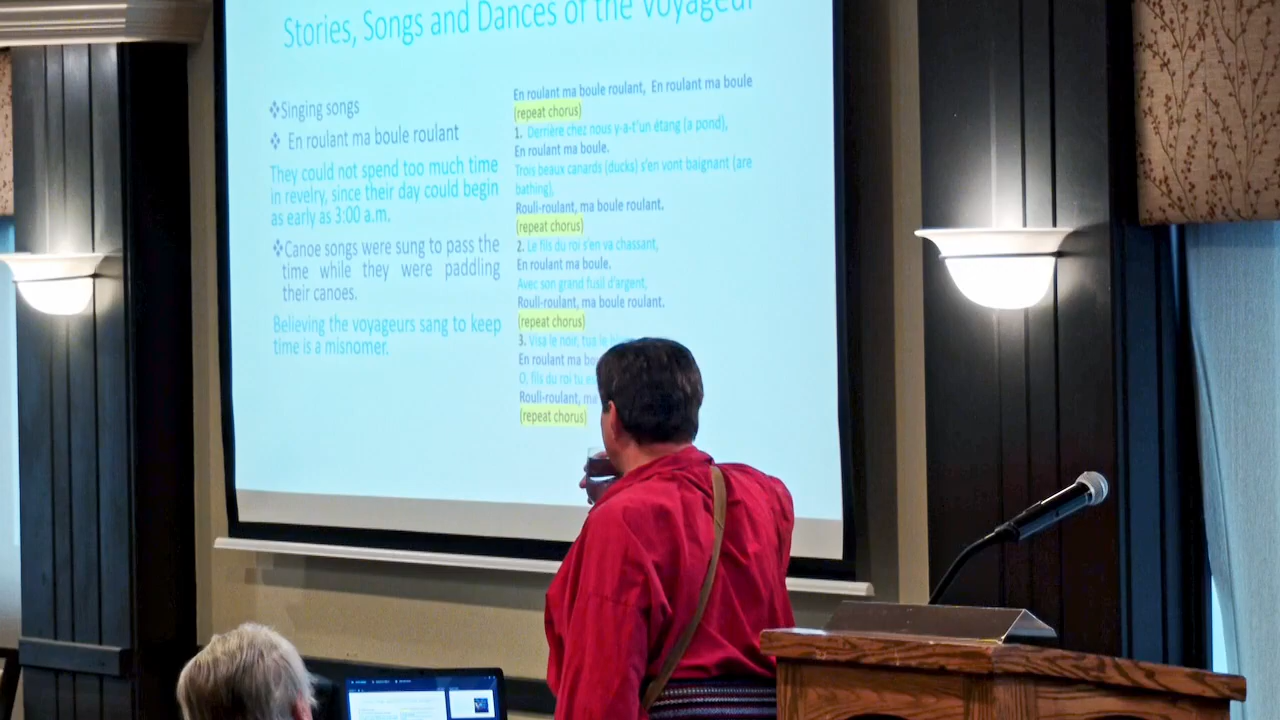 Stories, Songs and Dances of the Voyageur
❖Singing songs
❖ En roulant ma boule roulant
They could not spend too much time
in revelry, since their day could begin
as early as 3:00 a.m.
❖Canoe songs were sung to pass the
time while they were paddling
their canoes.
Believing the voyageurs sang to keep
time is a misnomer.
En roulant ma boule roulant, En roulant ma boule
(repeat chorus)
1. Derrière chez nous y-a-t'un étang (a pond),
En roulant ma boule.
Trois beaux canards (ducks) s'en vont baignant (are
bathing),
Rouli-roulant, ma boule roulant.
(repeat chorus)
2. Le fils du roi s'en va chassant,
En roulant ma boule.
Avec son grand fusil d'argent,
Rouli-roulant, ma boule roulant.
(repeat chorus)
3. Visa le noir, tua le
En roulant ma
O, fils du roi tu
Rouli-roulant, ma
(repeat chorus)